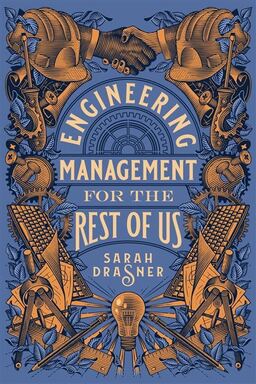 ENGINEERING
MANAGEMENT
FOR THE
REST OF US
SARAH
DRASNER